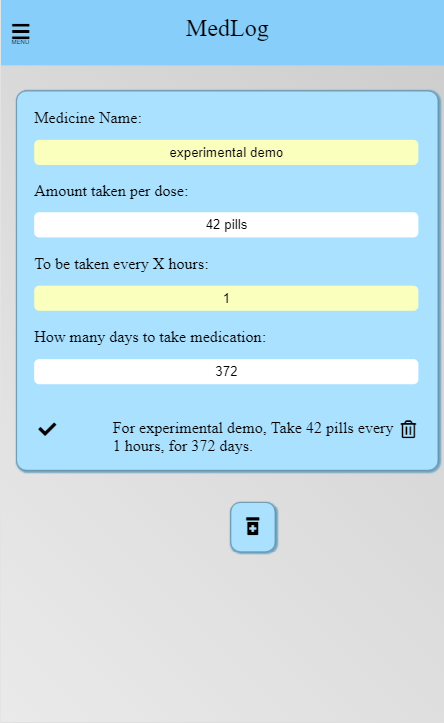 MedLog
MENU
Medicine Name:
experimental demo
Amount taken per dose:
42 pills
To be taken every X hours:
1
How many days to take medication:
372
For experimental demo, Take 42 pills every
1 hours, for 372 days.